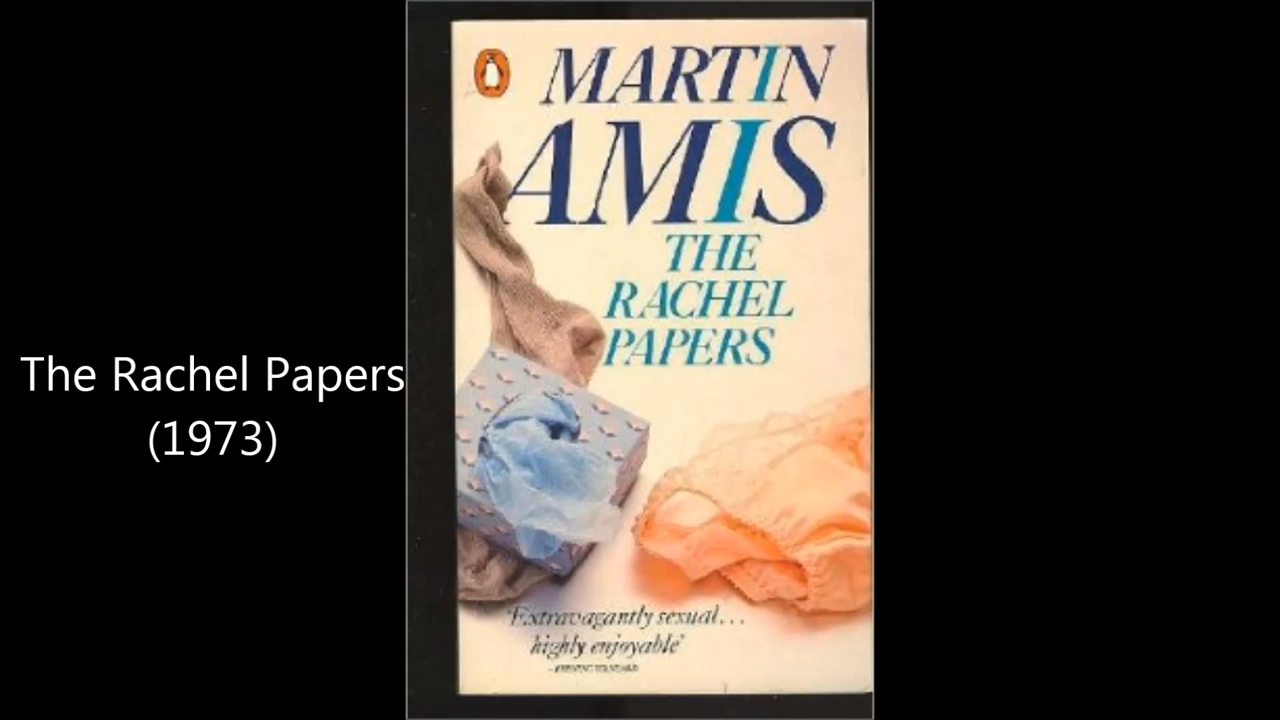 MARTIN
AMIS
THE
RACHEL
PAPERS
The Rachel Papers
(1973)
'Extravagantly sexual...
highly enjoyable'